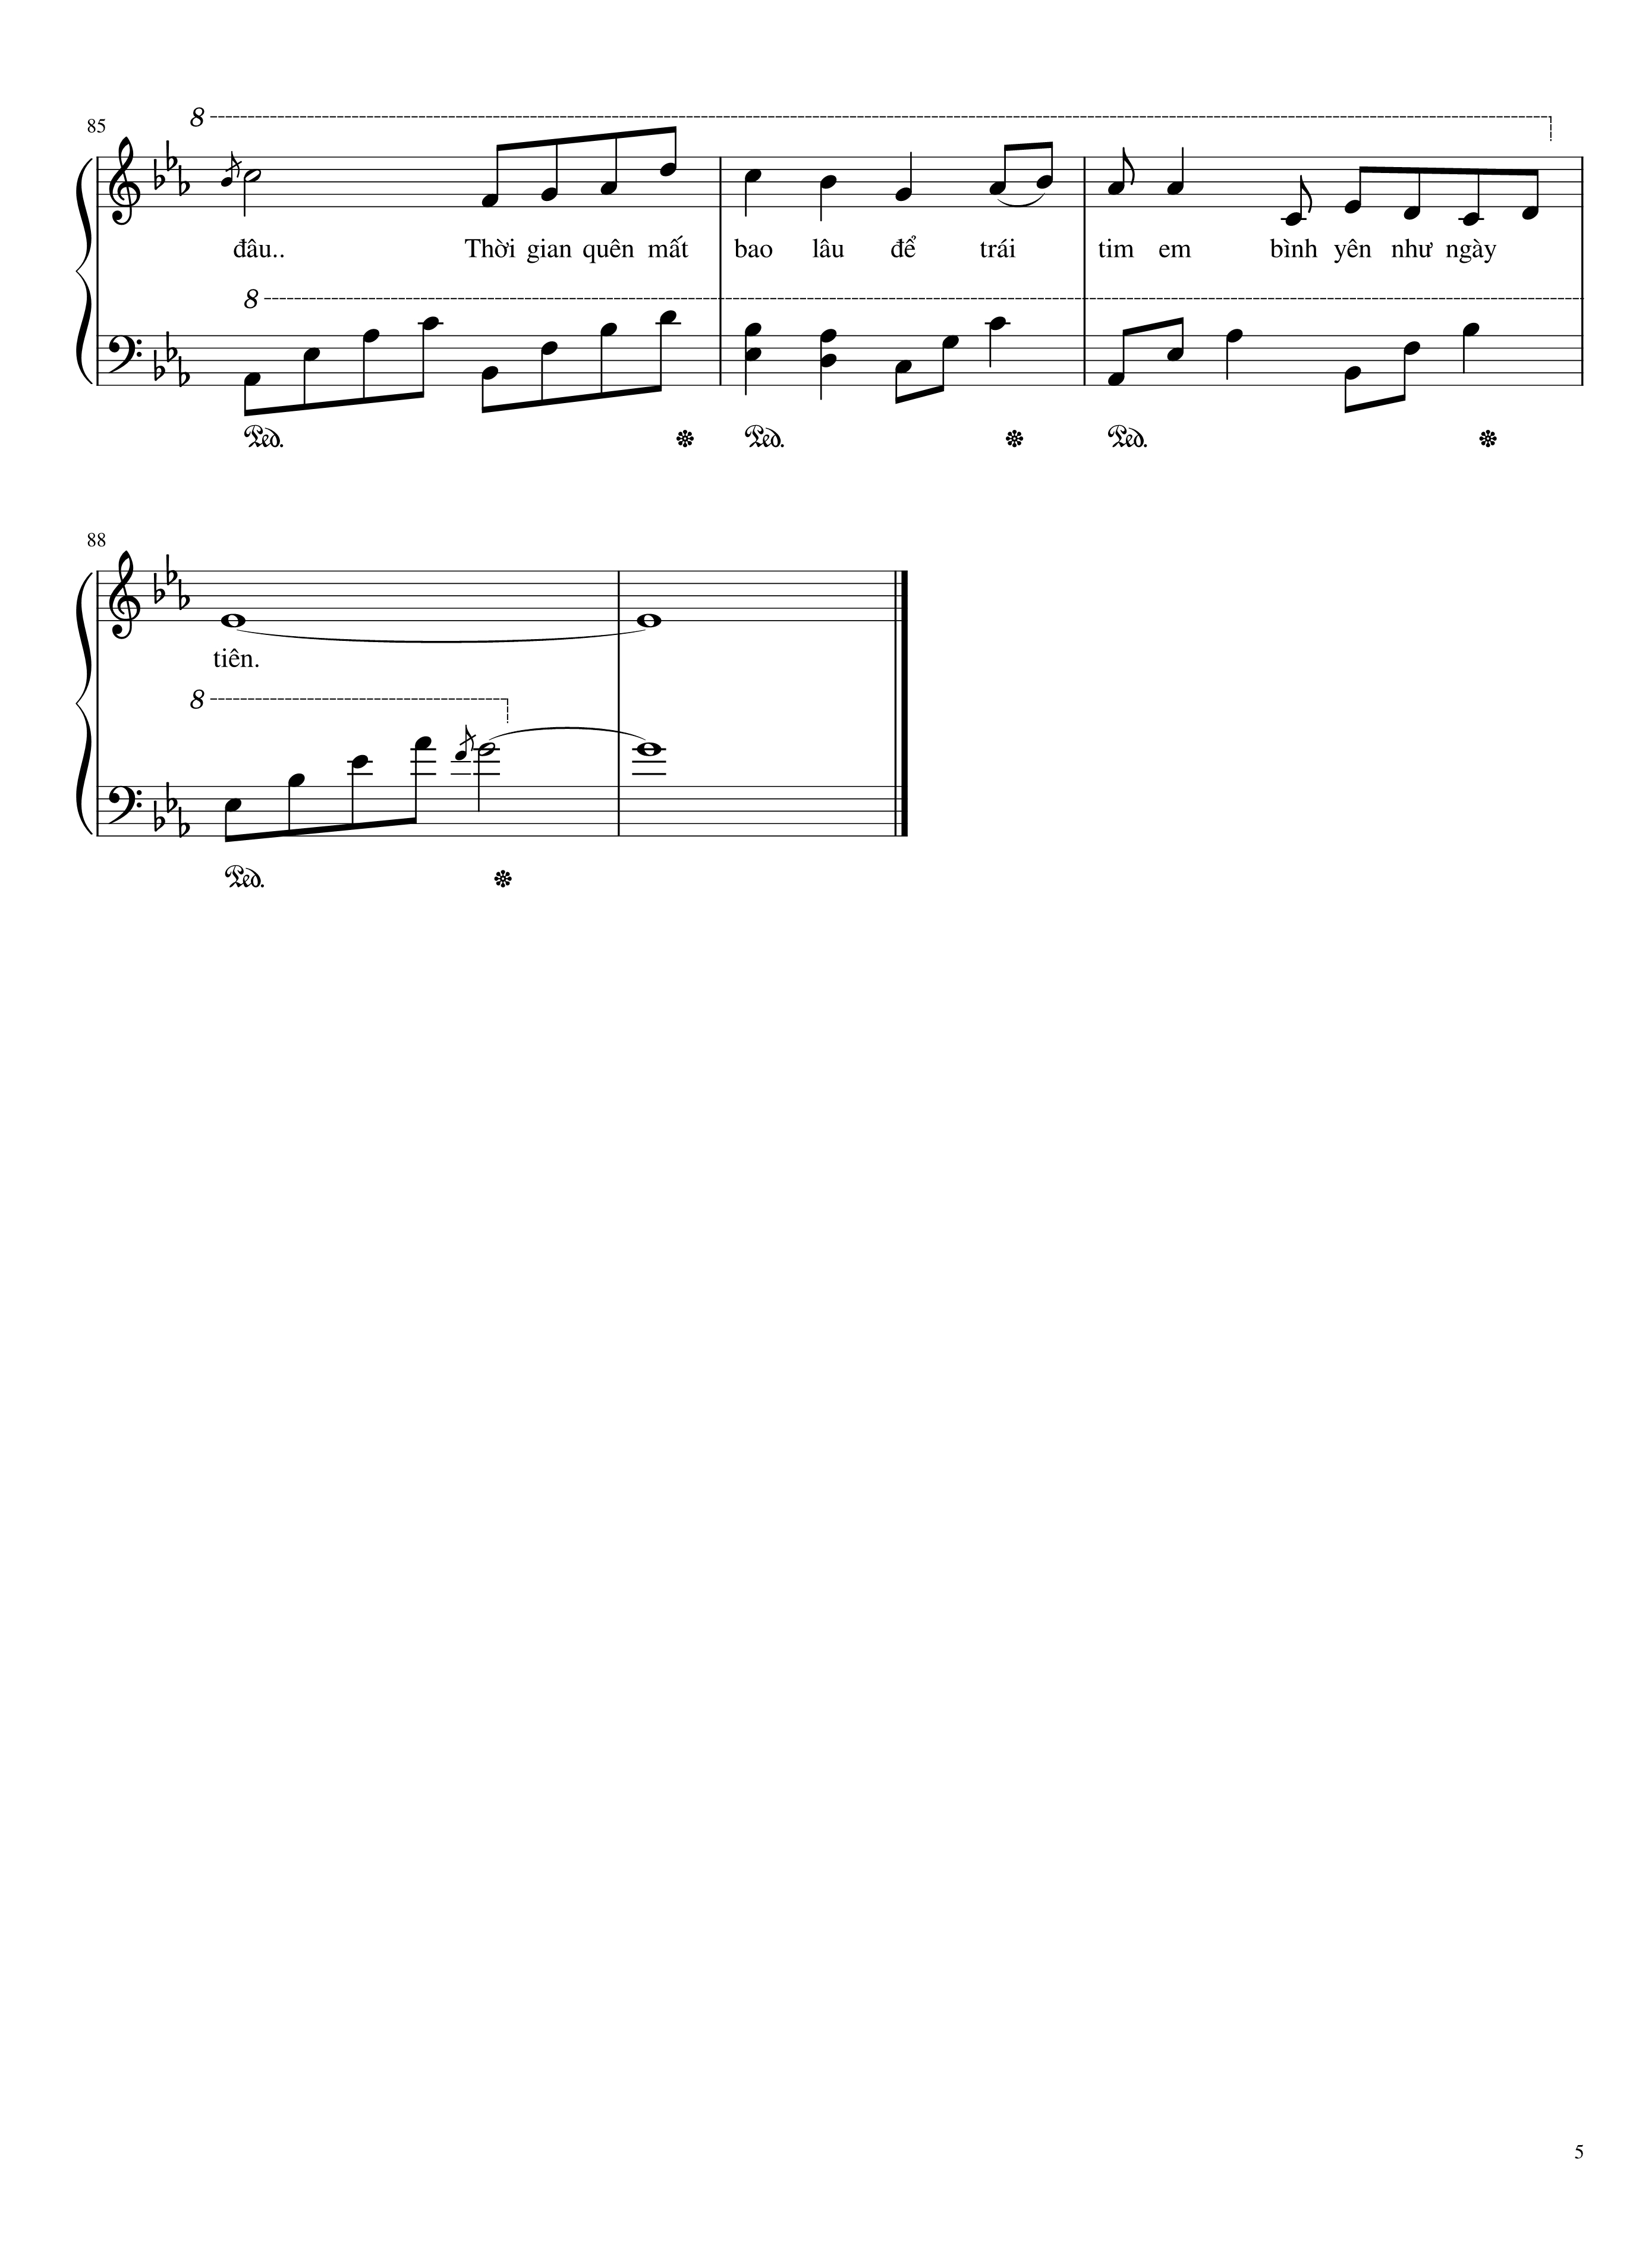 8
85
đâu.. Thời gian quên mất bao lâu để trái tim em bình yên như ngày
8
Ped. Ped. Ped.
88
tiên.
8
Ped.
5